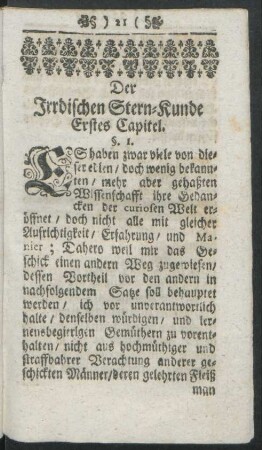 ) 21 (
Der
Irrdischen Stern-Kunde
Erstes Capitel.
§. 1.
ES haben zwar viele von die-
ser edlen / doch wenig bekann-
ten / mehr aber gehaßten
Wissenschafft ihre Gedan-
cken der curiosen Welt er-
öffnet / doch nicht alle mit gleicher
Aufrichtigkeit / Erfahrung / und Ma-
nier ; Dahero weil mir das Ge-
schick einen andern Weg zugewiesen /
dessen Vortheil vor den andern in
nachfolgendem Satze soll behauptet
werden / ich vor unverantwortlich
halte / denselben würdigen / und ler-
nensbegirigen Gemüthern zu vorent-
halten / nicht aus hochmüthiger und
straffbahrer Verachtung anderer ge-
schickten Männer / deren gelehrten Fleiß
man